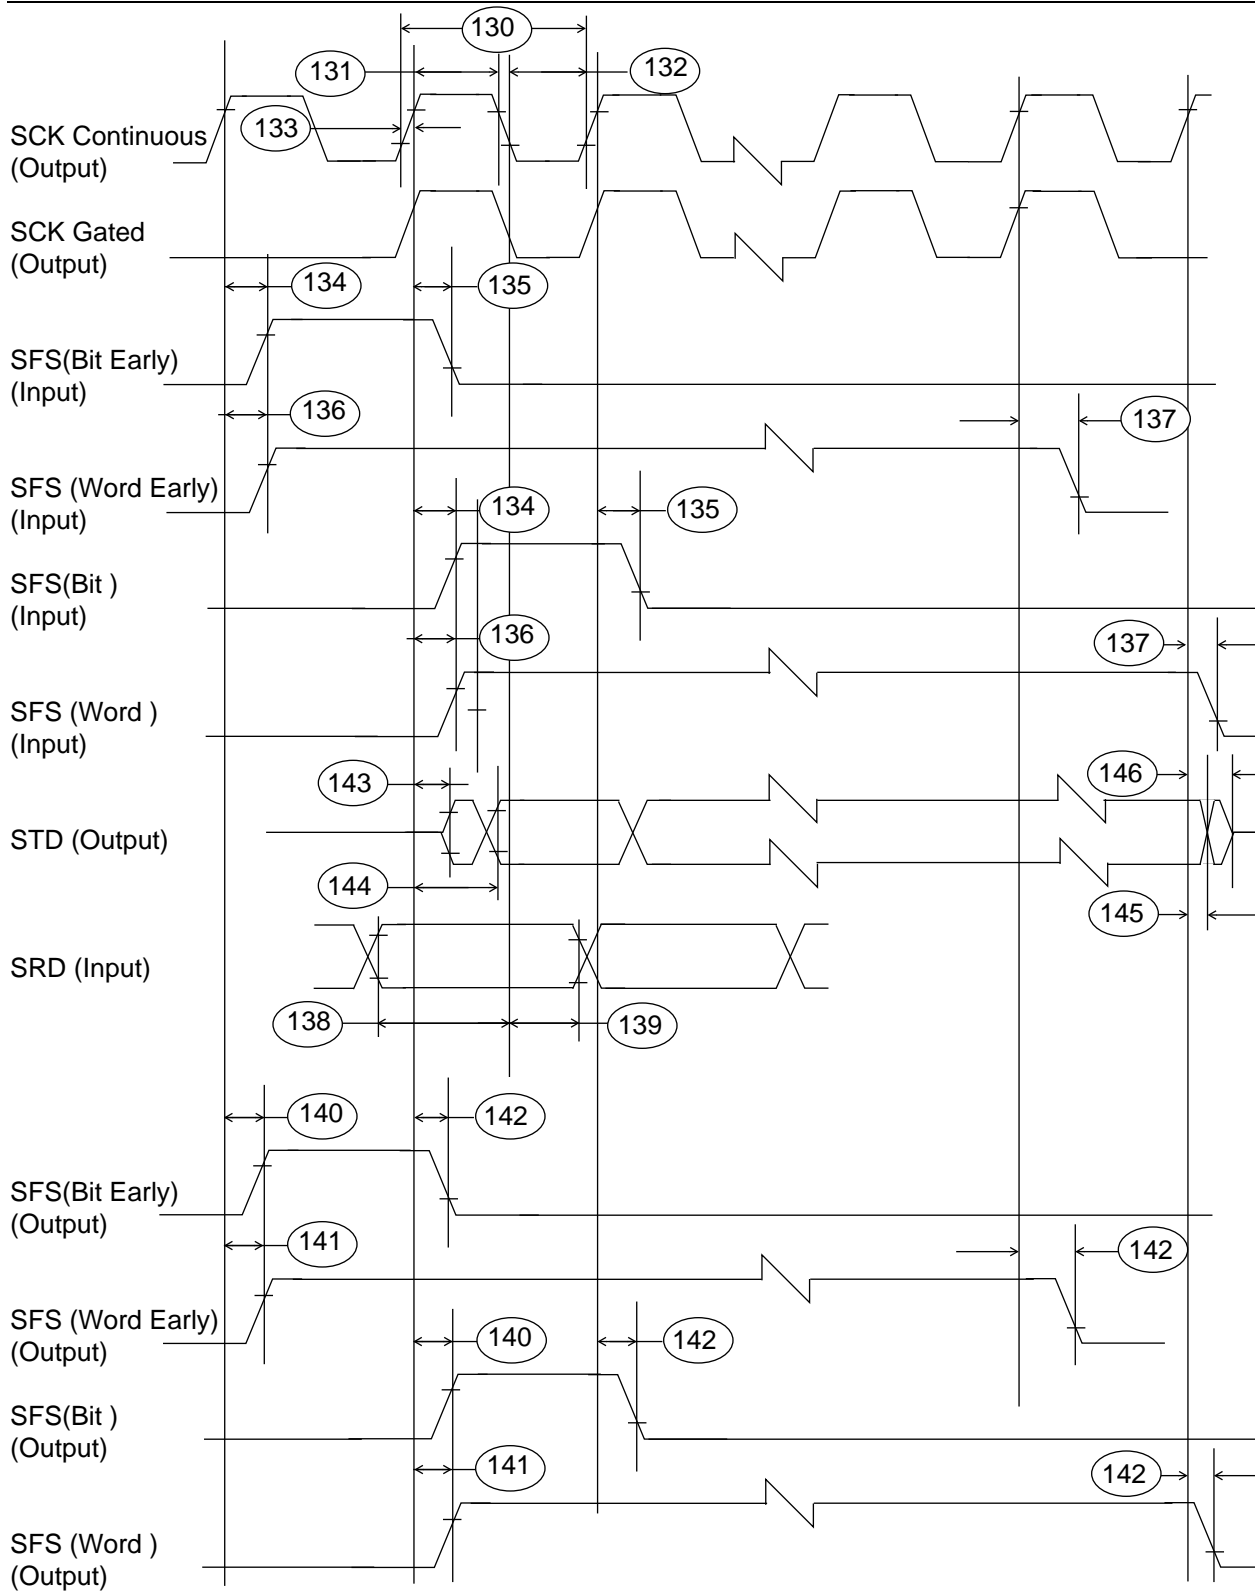 130
131
132
SCK Continuous
(Output)
133
SCK Gated
(Output)
134
135
SFS(Bit Early)
(Input)
136
137
SFS (Word Early)
(Input)
134
135
SFS(Bit )
(Input)
136
137
SFS (Word )
(Input)
143
146
STD (Output)
144
145
SRD (Input)
138
139
140
142
SFS(Bit Early)
(Output)
141
142
SFS (Word Early)
(Output)
140
142
SFS(Bit )
(Output)
141
142
SFS (Word )
(Output)